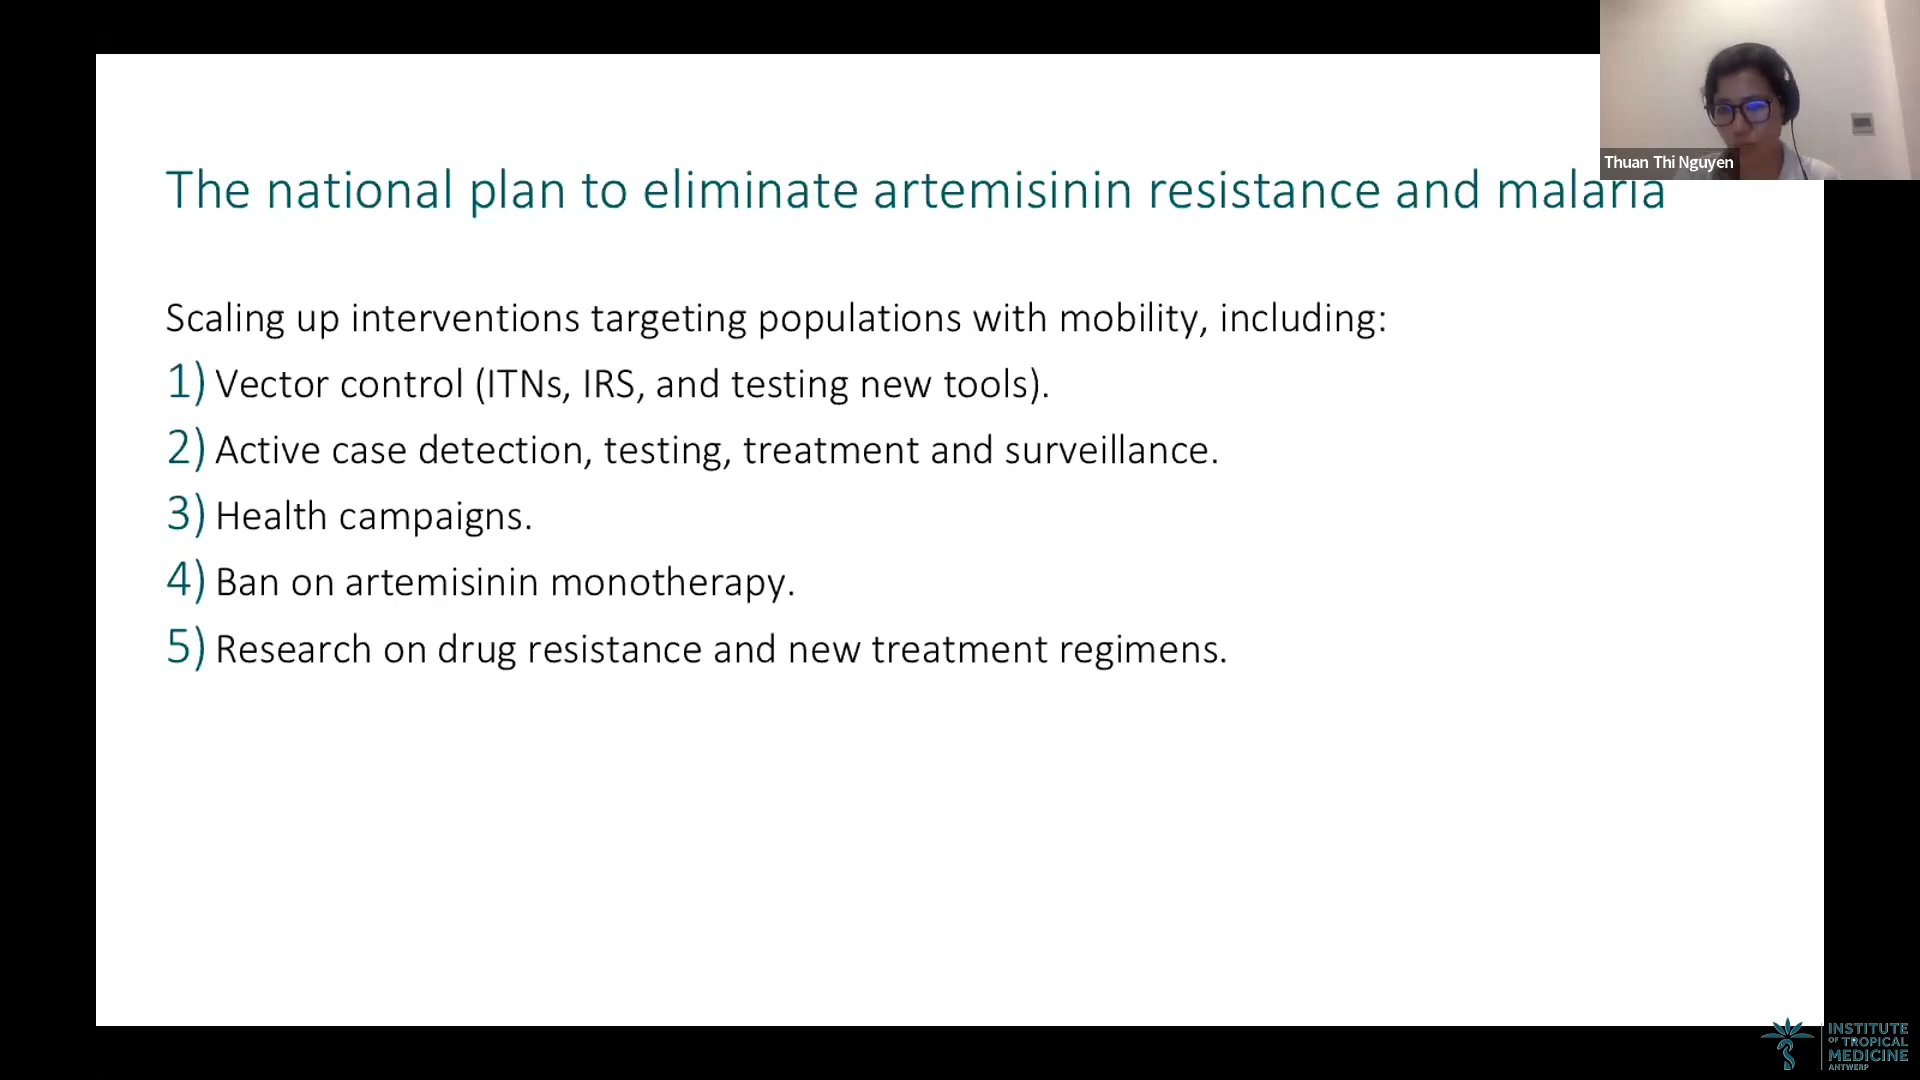 Thuan Thi Nguyen
The national plan to eliminate artemisinin resistance and malaria
Scaling up interventions targeting populations with mobility, including:
1) Vector control (ITNs, IRS, and testing new tools).
2) Active case detection, testing, treatment and surveillance.
3) Health campaigns.
4) Ban on artemisinin monotherapy.
5) Research on drug resistance and new treatment regimens.
INSTITUTE
OF TROPICAL
MEDICINE
ANTWERP